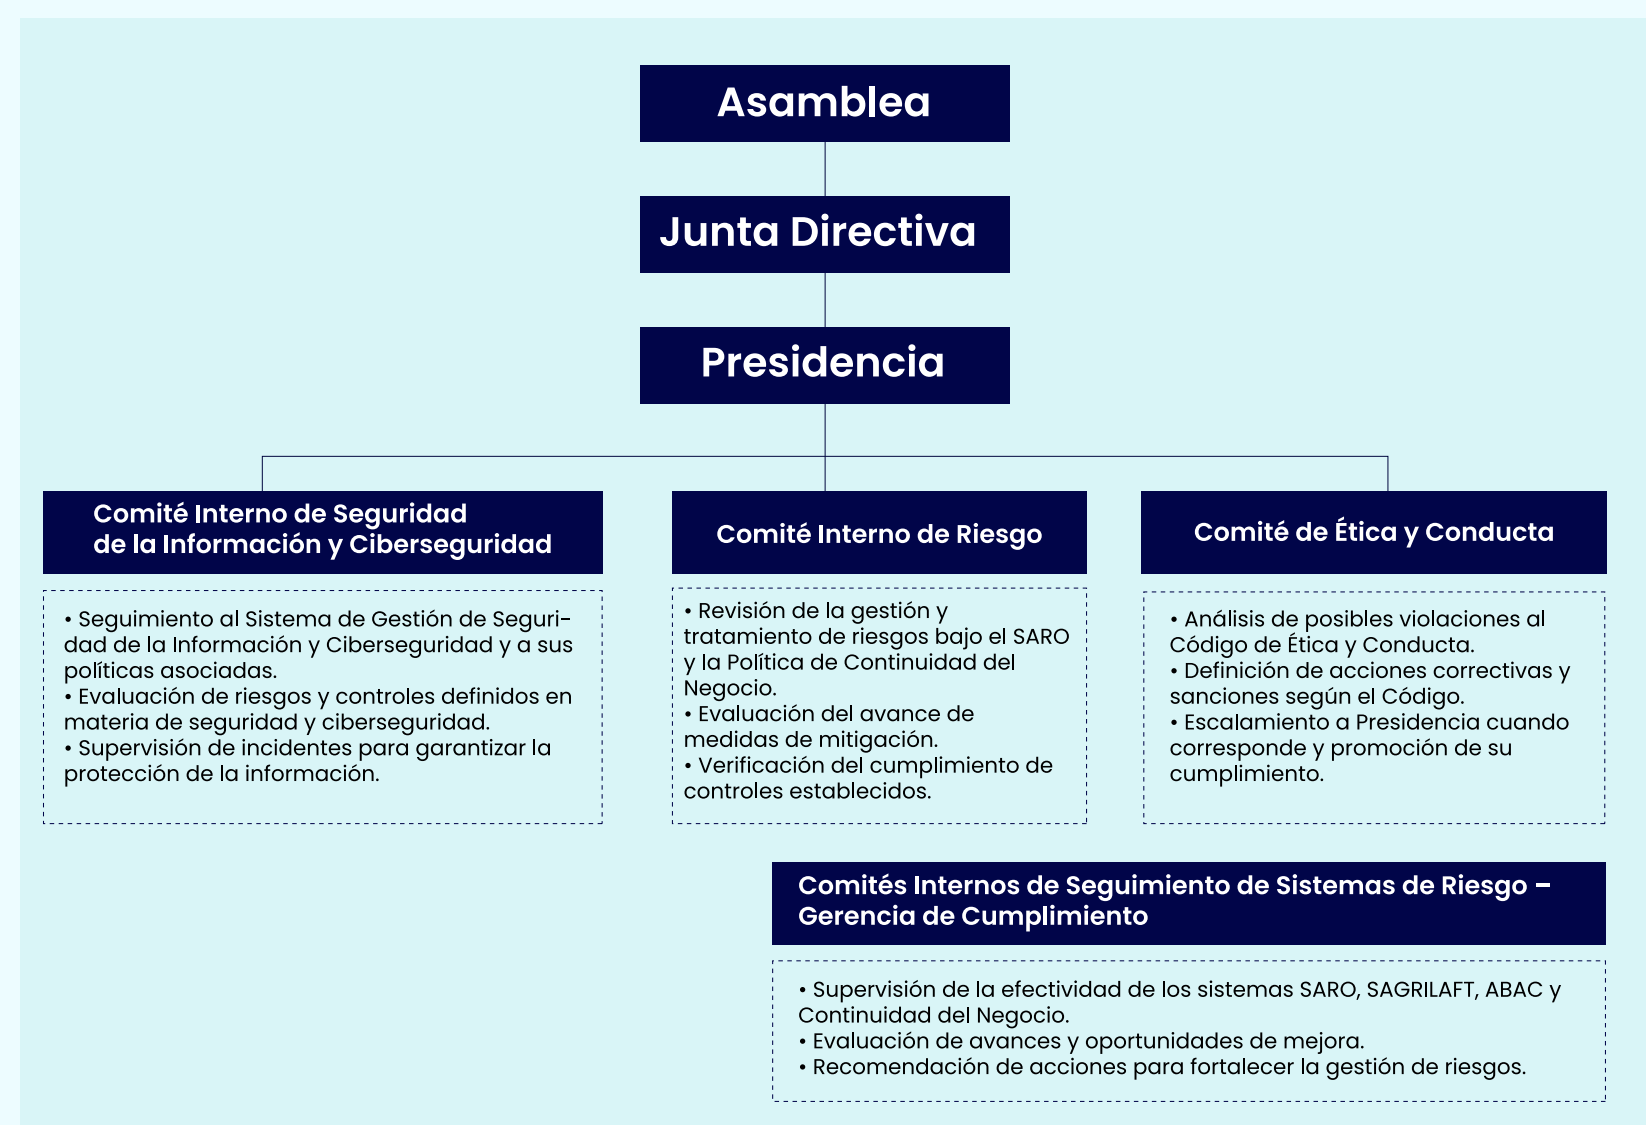 Asamblea
Junta Directiva
Presidencia
Comité Interno de Seguridad
de la Información y Ciberseguridad
• Seguimiento al Sistema de Gestión de Seguri-
dad de la Información y Ciberseguridad y a sus
políticas asociadas.
• Evaluación de riesgos y controles definidos en
materia de seguridad y ciberseguridad.
• Supervisión de incidentes para garantizar la
protección de la información.
Comité Interno de Riesgo
• Revisión de la gestión y
tratamiento de riesgos bajo el SARO
y la Política de Continuidad del
Negocio.
• Evaluación del avance de
medidas de mitigación.
• Verificación del cumplimiento de
controles establecidos.
Comité de Ética y Conducta
• Análisis de posibles violaciones al
Código de Ética y Conducta.
• Definición de acciones correctivas y
sanciones según el Código.
• Escalamiento a Presidencia cuando
corresponde y promoción de su
cumplimiento.
Comités Internos de Seguimiento de Sistemas de Riesgo –
Gerencia de Cumplimiento
• Supervisión de la efectividad de los sistemas SARO, SAGRILAFT, ABAC y
Continuidad del Negocio.
• Evaluación de avances y oportunidades de mejora.
• Recomendación de acciones para fortalecer la gestión de riesgos.